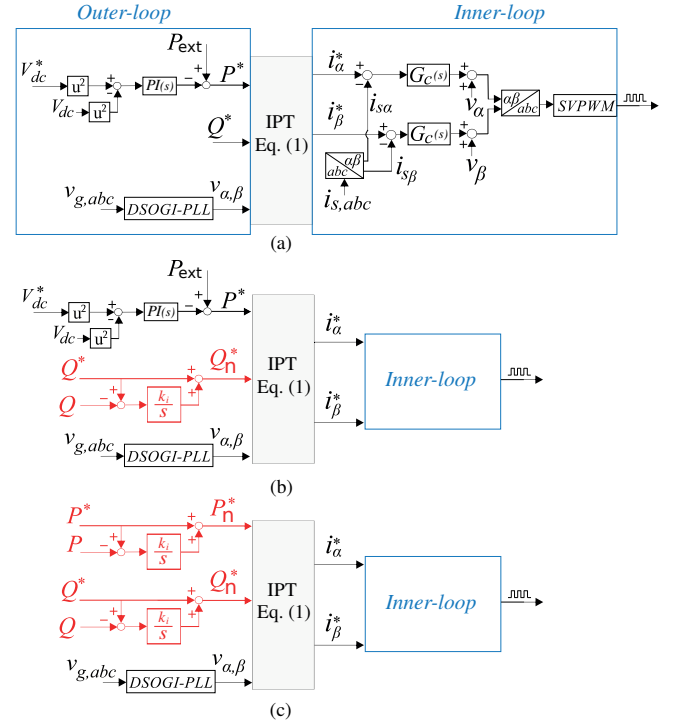 Outer-loop
Inner-loop
P_ext
V*_dc
u²
+
−
PI(s)
−
+
P*
V_dc
u²
Q*
v_g,abc
DSOGI-PLL
v_α,β
IPT
Eq. (1)
i*_α
+
−
G_c(s)
+
+
v_α
i_sα
i*_β
+
−
G_c(s)
+
+
v_β
abc
αβ
i_sβ
i_s,abc
αβ
abc
SVPWM
(a)
P_ext
V*_dc
u²
+
−
PI(s)
−
+
P*
V_dc
u²
Q*
Q
−
+
k_i
s
+
+
Q*_n
v_g,abc
DSOGI-PLL
v_α,β
IPT
Eq. (1)
i*_α
i*_β
Inner-loop
(b)
P*
P
−
+
k_i
s
+
+
P*_n
Q*
Q
−
+
k_i
s
+
+
Q*_n
v_g,abc
DSOGI-PLL
v_α,β
IPT
Eq. (1)
i*_α
i*_β
Inner-loop
(c)